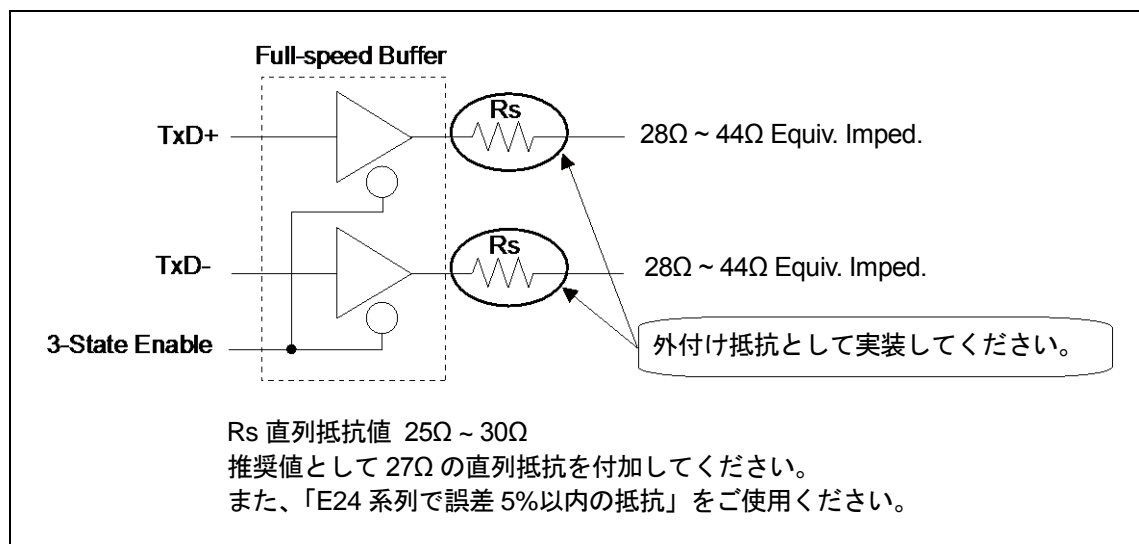 Full-speed Buffer
Rs
TxD+
28Ω ~ 44Ω Equiv. Imped.
Rs
TxD-
28Ω ~ 44Ω Equiv. Imped.
3-State Enable
外付け抵抗として実装してください。
Rs 直列抵抗値 25Ω ~ 30Ω
推奨値として 27Ω の直列抵抗を付加してください。
また、「E24 系列で誤差 5%以内の抵抗」をご使用ください。